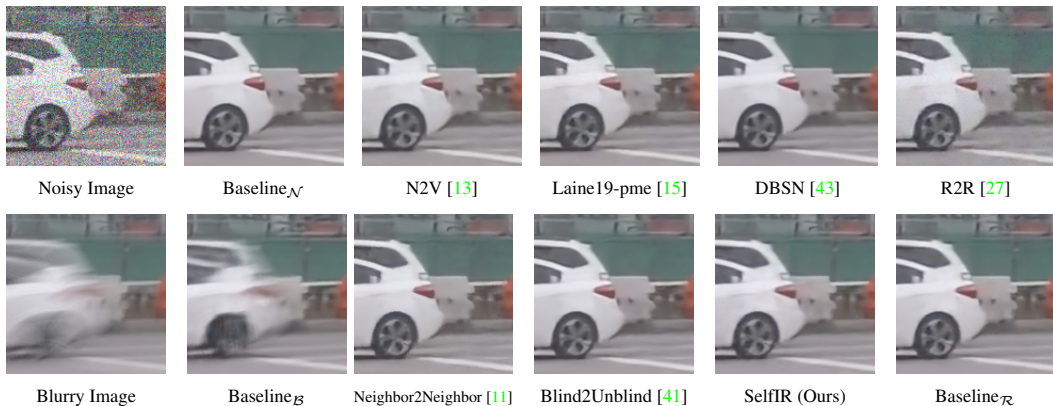 Noisy Image Baseline𝒩 N2V [13] Laine19-pme [15] DBSN [43] R2R [27]
Blurry Image Baselineℬ Neighbor2Neighbor [11] Blind2Unblind [41] SelfIR (Ours) Baselineℛ